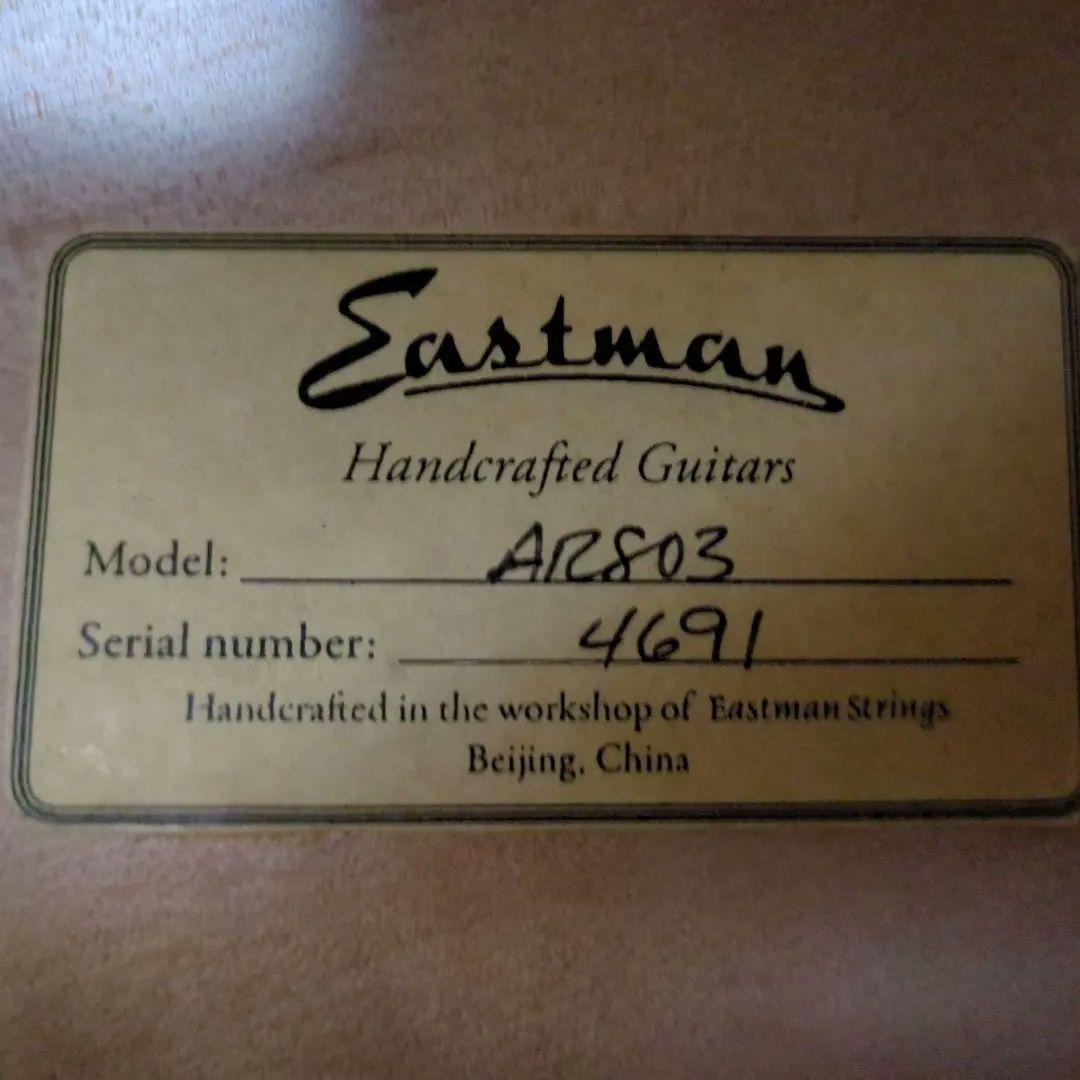 Eastman
Handcrafted Guitars
Model: AR803
Serial number: 4691
Handcrafted in the workshop of Eastman Strings
Beijing, China